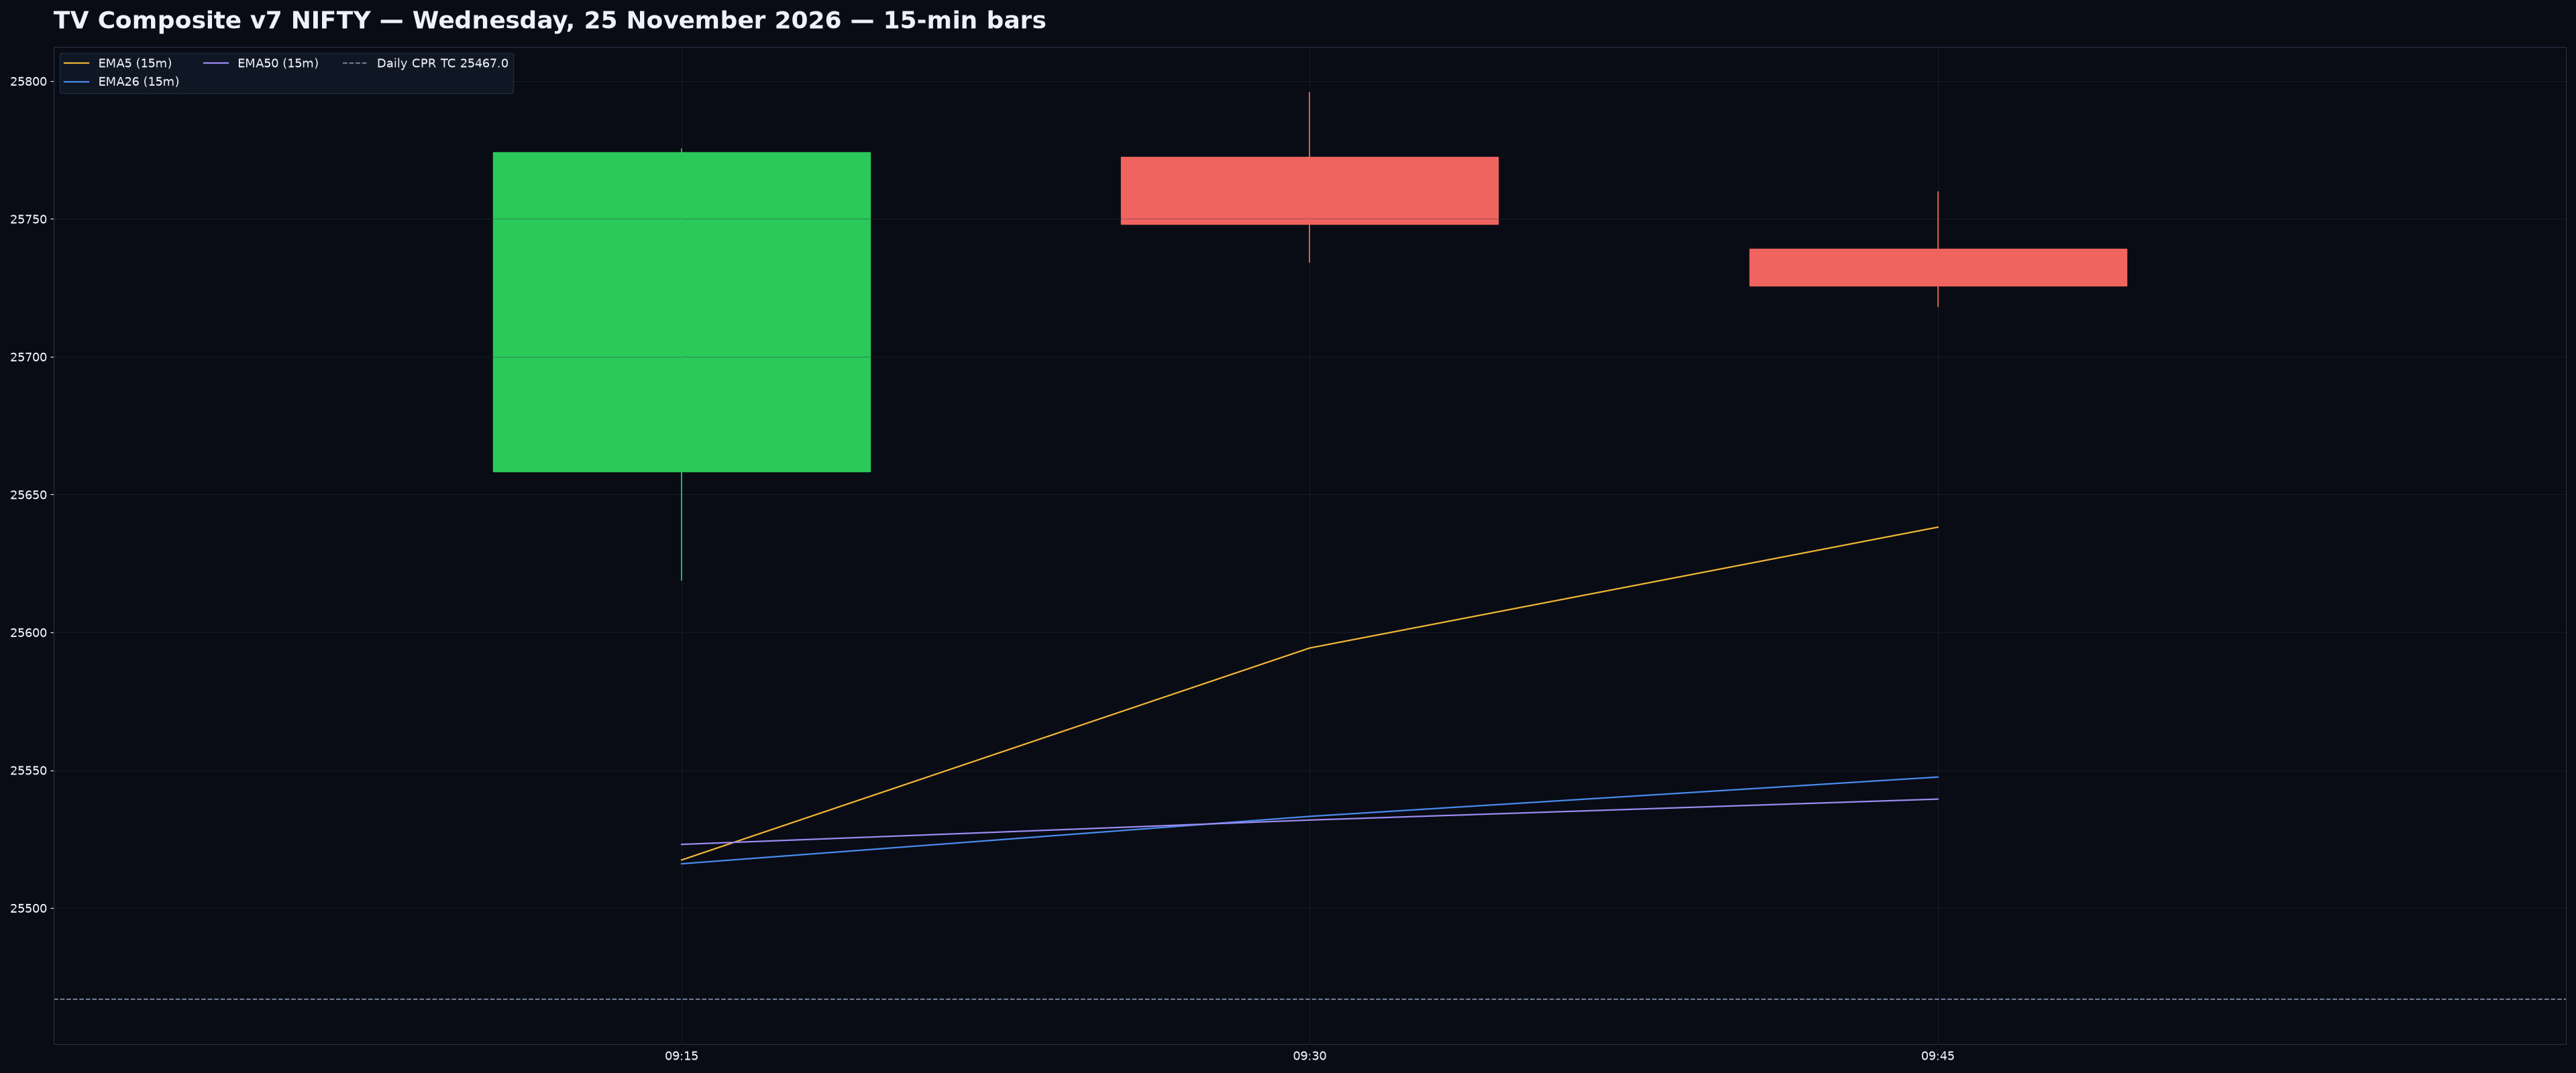 TV Composite v7 NIFTY — Wednesday, 25 November 2026 — 15-min bars
EMA5 (15m) EMA50 (15m) Daily CPR TC 25467.0
EMA26 (15m)
25800
25750
25700
25650
25600
25550
25500
09:15 09:30 09:45